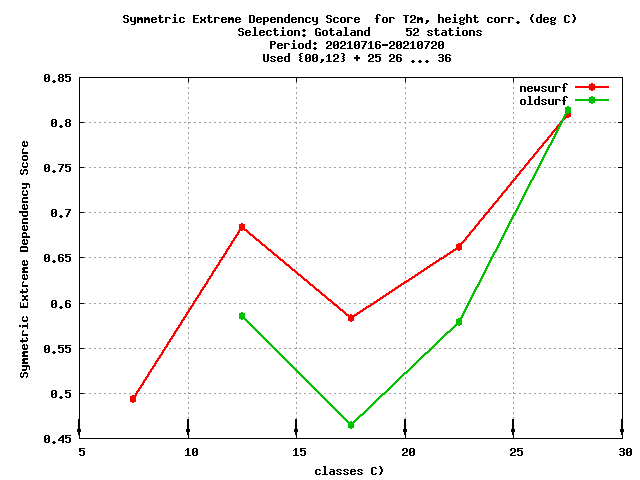 Symmetric Extreme Dependency Score  for T2m, height corr. (deg C)
Selection: Gotaland     52 stations
Period: 20210716-20210720
Used {00,12} + 25 26 ... 36
newsurf
oldsurf
Symmetric Extreme Dependency Score
0.85
0.8
0.75
0.7
0.65
0.6
0.55
0.5
0.45
5 10 15 20 25 30
classes C)